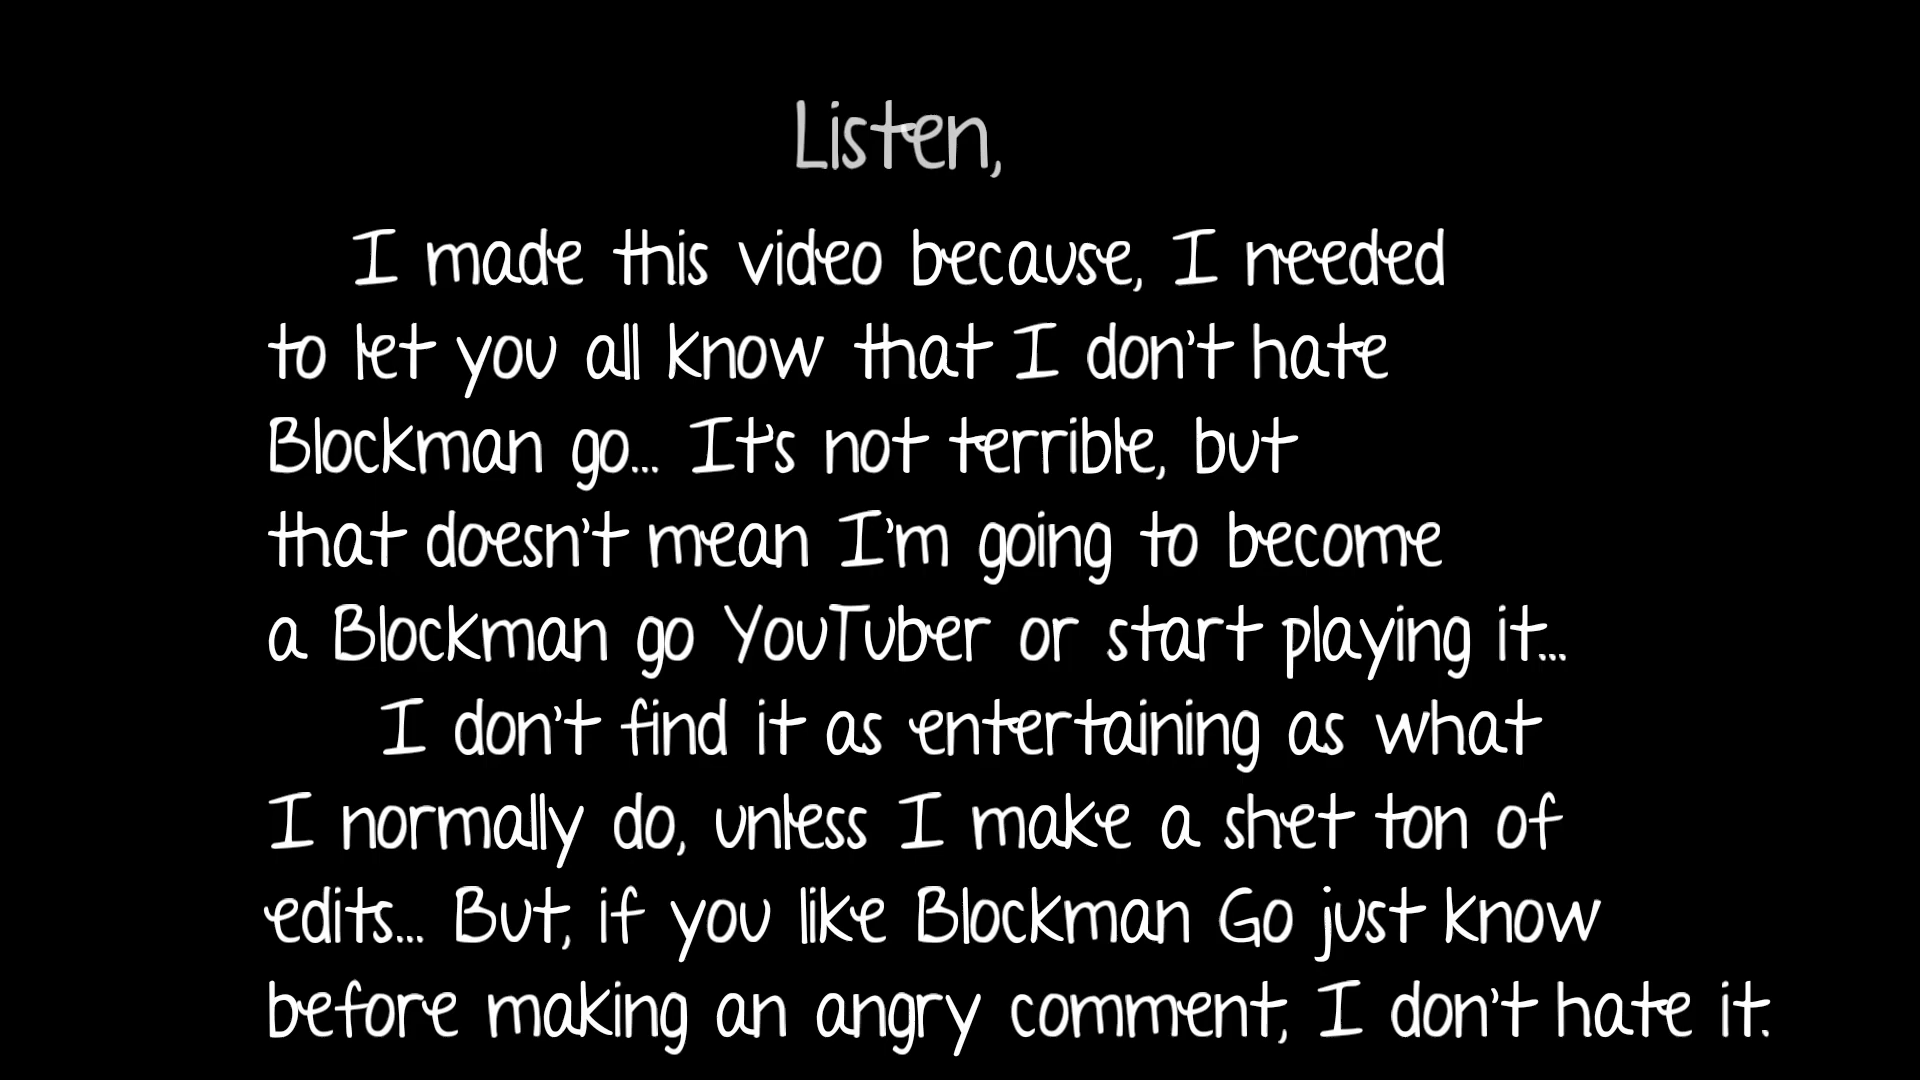 Listen,
I made this video because, I needed
to let you all know that I don't hate
Blockman go... It's not terrible, but
that doesn't mean I'm going to become
a Blockman go YouTuber or start playing it...
I don't find it as entertaining as what
I normally do, unless I make a shet ton of
edits... But, if you like Blockman Go just know
before making an angry comment, I don't hate it.